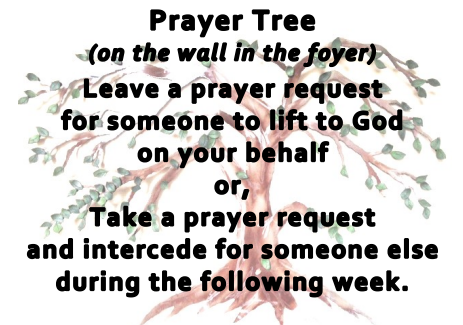 Prayer Tree
(on the wall in the foyer)
Leave a prayer request
for someone to lift to God
on your behalf
or,
Take a prayer request
and intercede for someone else
during the following week.